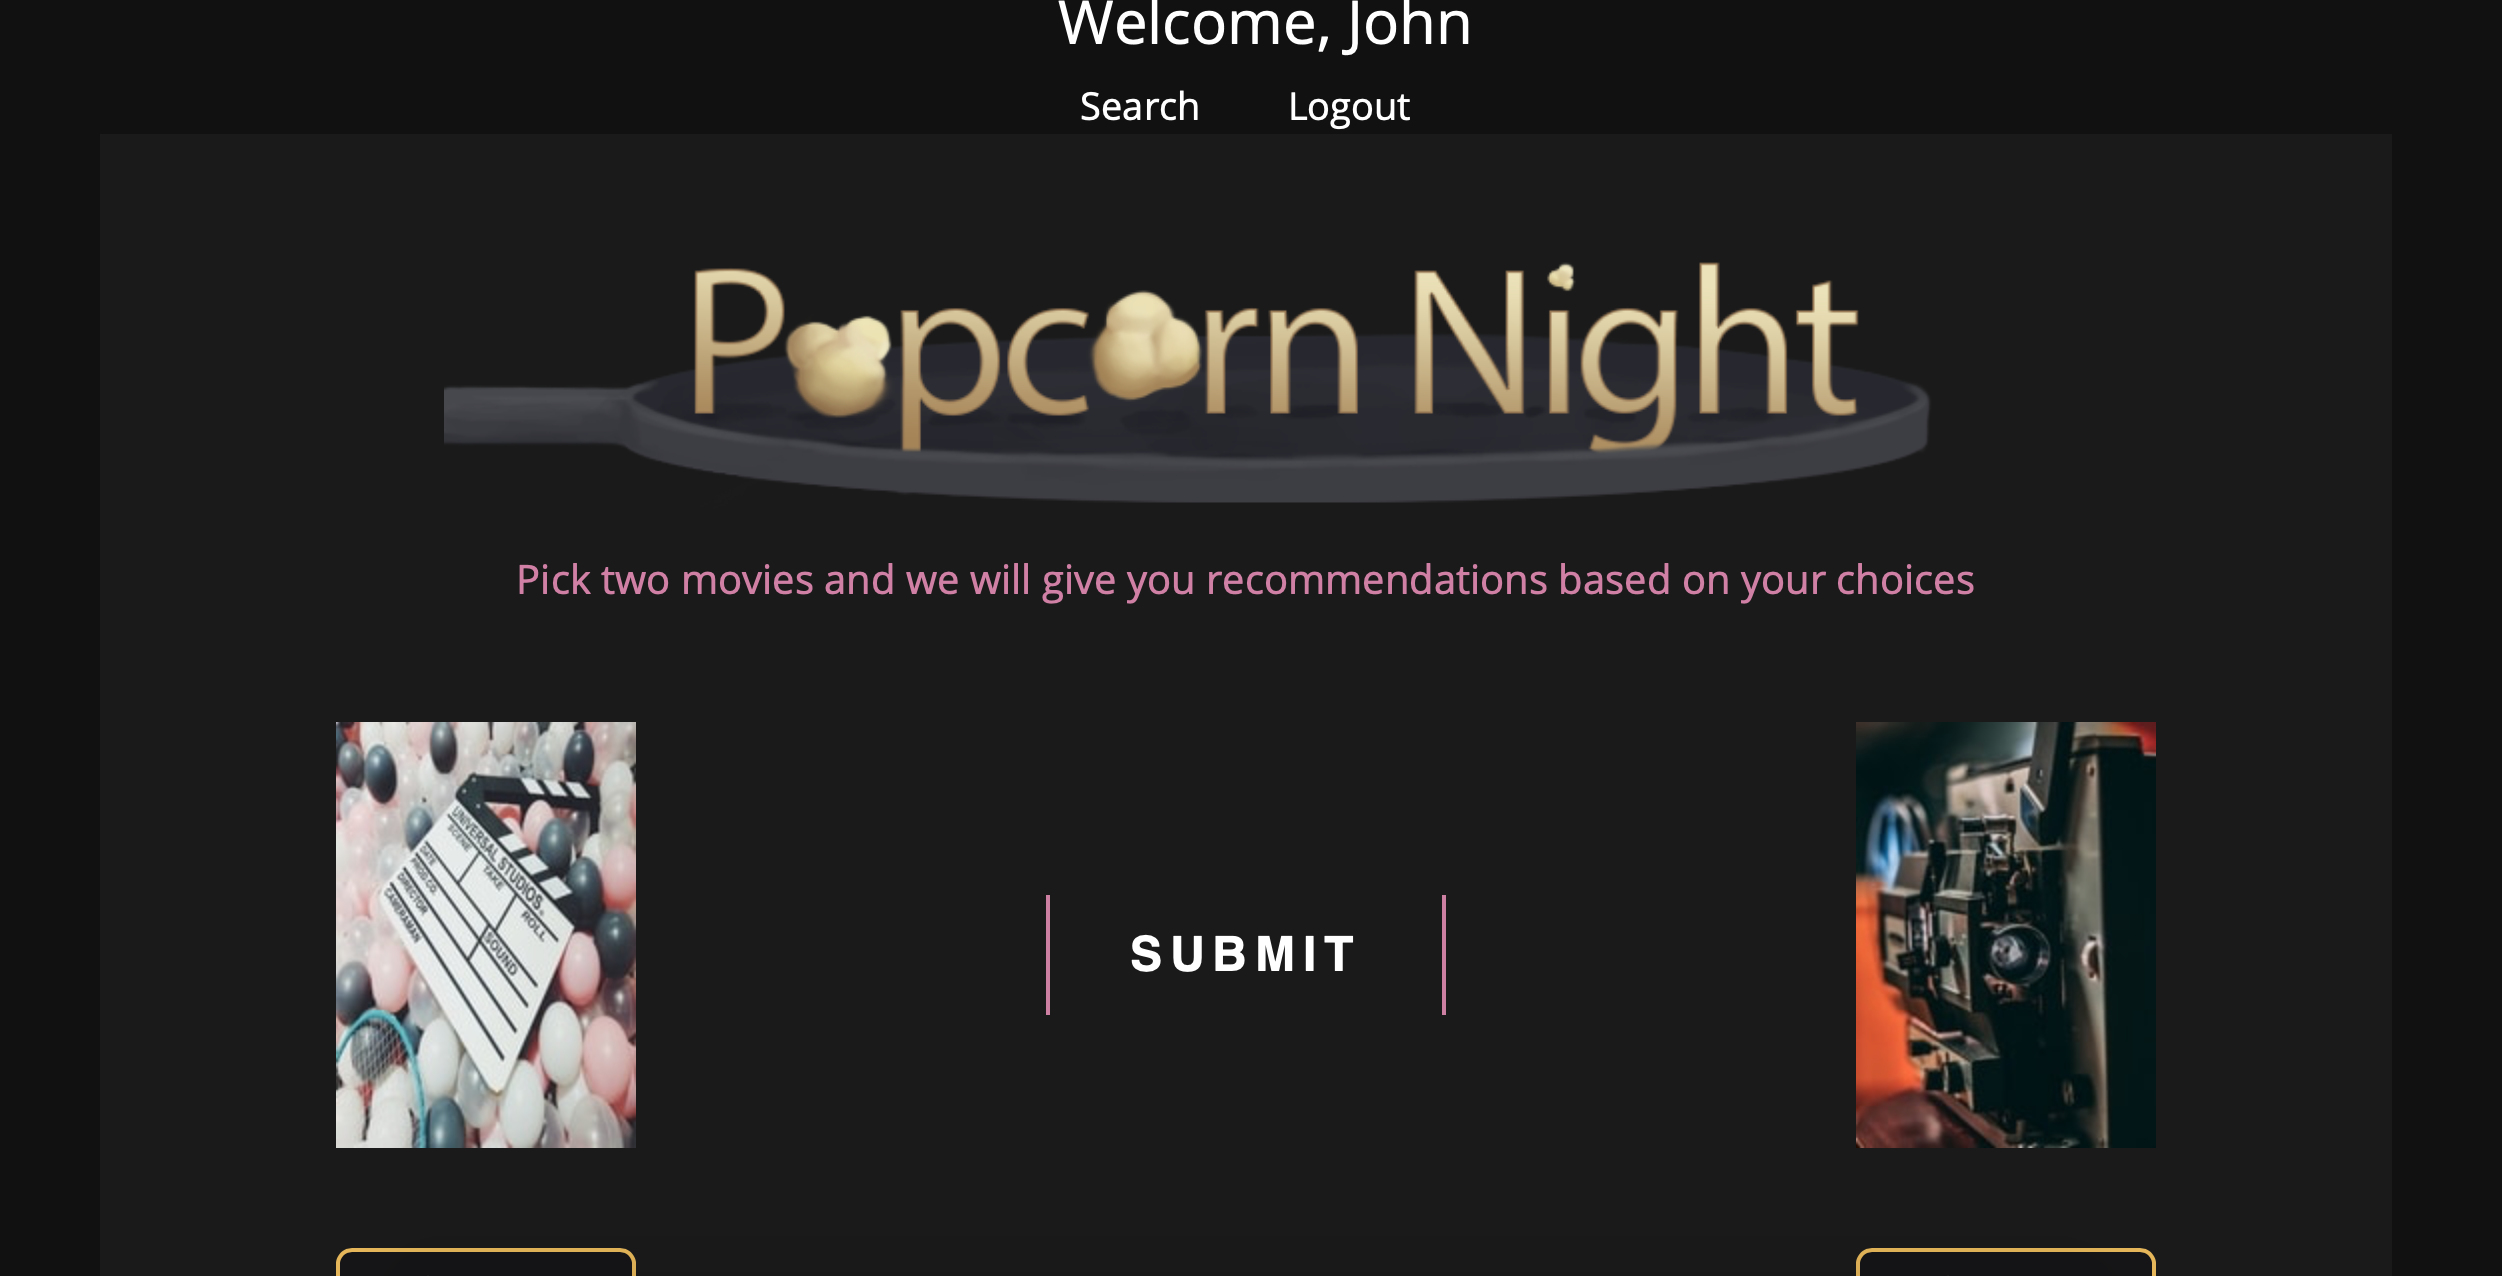 Welcome, John
Search Logout
Popcorn Night
Pick two movies and we will give you recommendations based on your choices
UNIVERSAL STUDIOS
SCENE TAKE ROLL
DATE SOUND
PROD.CO.
DIRECTOR
CAMERAMAN
SUBMIT